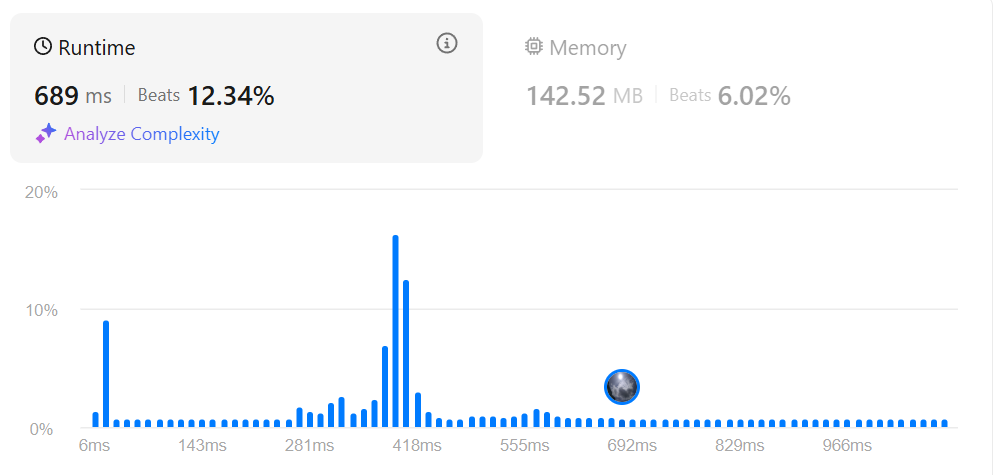 Runtime
689 ms Beats 12.34%
Analyze Complexity
Memory
142.52 MB Beats 6.02%
20%
10%
0%
6ms 143ms 281ms 418ms 555ms 692ms 829ms 966ms